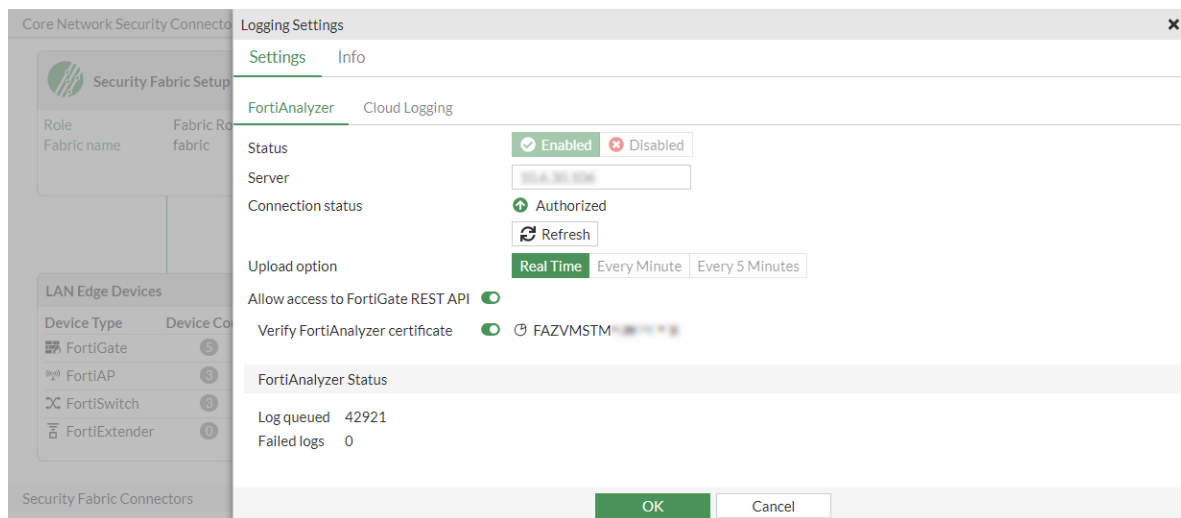 Core Network Security Connecto
Logging Settings
Settings Info
Security Fabric Setup
FortiAnalyzer Cloud Logging
Role Fabric Ro
Fabric name fabric
Status Enabled Disabled
Server
Connection status Authorized
Refresh
Upload option Real Time Every Minute Every 5 Minutes
LAN Edge Devices
Allow access to FortiGate REST API
Device Type Device Co
Verify FortiAnalyzer certificate FAZVMSTM
FortiGate 5
FortiAP 3
FortiAnalyzer Status
FortiSwitch 3
Log queued 42921
FortiExtender 0
Failed logs 0
Security Fabric Connectors
OK Cancel